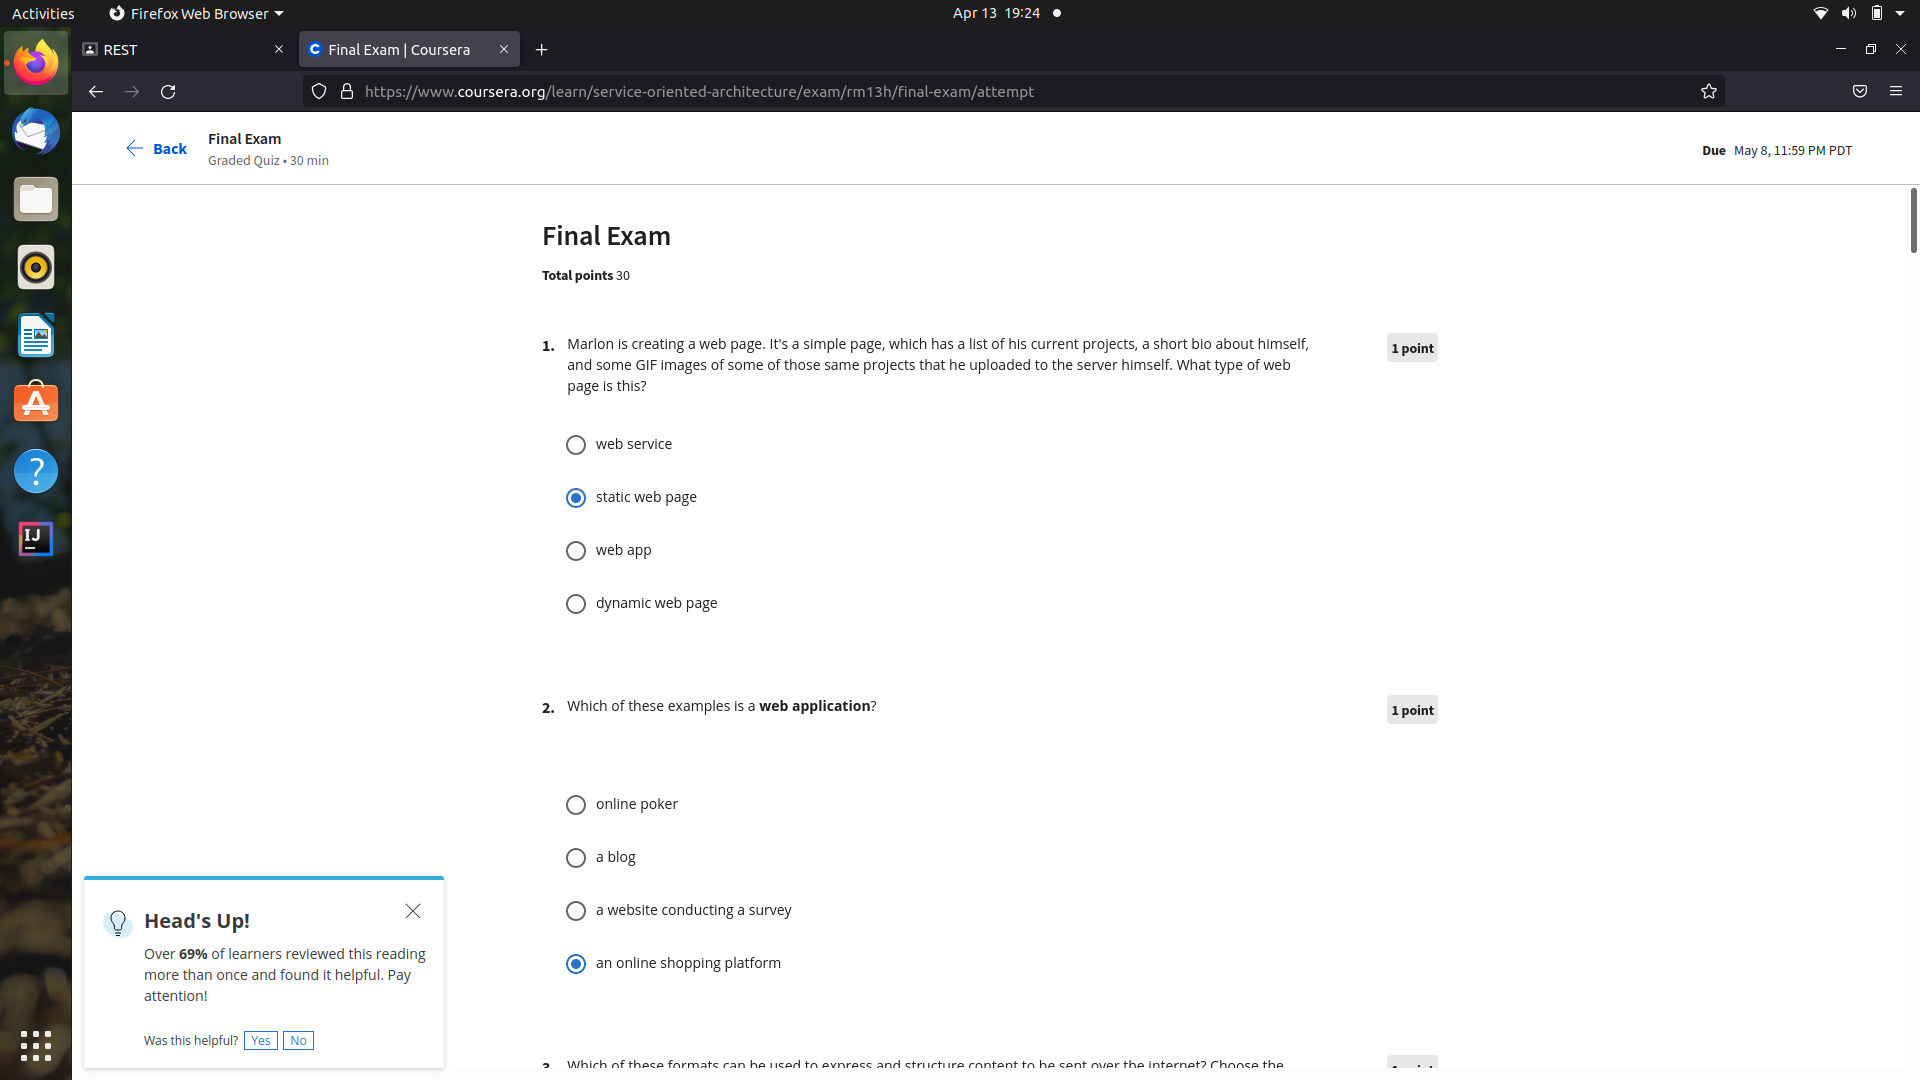 Activities
Firefox Web Browser
Apr 13 19:24
REST
Final Exam | Coursera
https://www.coursera.org/learn/service-oriented-architecture/exam/rm13h/final-exam/attempt
Back
Final Exam
Graded Quiz • 30 min
Due May 8, 11:59 PM PDT
Final Exam
Total points 30
1. Marlon is creating a web page. It's a simple page, which has a list of his current projects, a short bio about himself,
and some GIF images of some of those same projects that he uploaded to the server himself. What type of web
page is this?
1 point
web service
static web page
web app
dynamic web page
2. Which of these examples is a web application?
1 point
online poker
a blog
a website conducting a survey
an online shopping platform
3. Which of these formats can be used to express and structure content to be sent over the internet? Choose the
1 point
Head's Up!
Over 69% of learners reviewed this reading
more than once and found it helpful. Pay
attention!
Was this helpful? Yes No
IJ